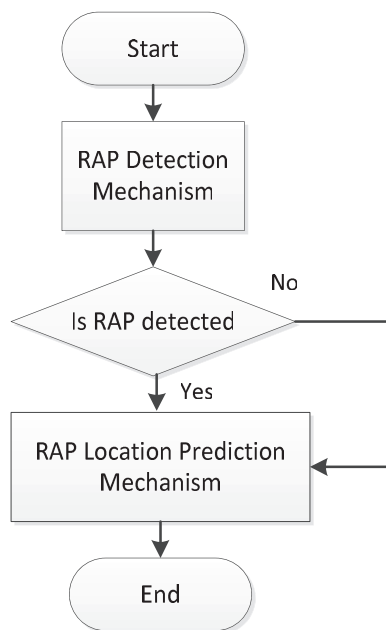 Start
RAP Detection
Mechanism
Is RAP detected
No
Yes
RAP Location Prediction
Mechanism
End